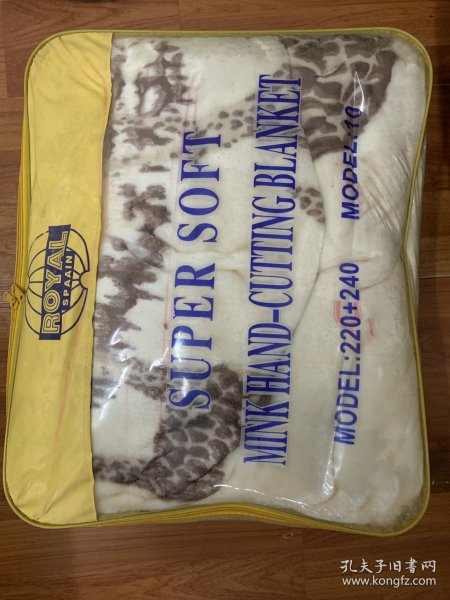 ROYAL
SPAAIN
SUPER SOFT
MINK HAND-CUTTING BLANKET
MODEL:220+240 MODEL:10
孔夫子旧书网
www.kongfz.com